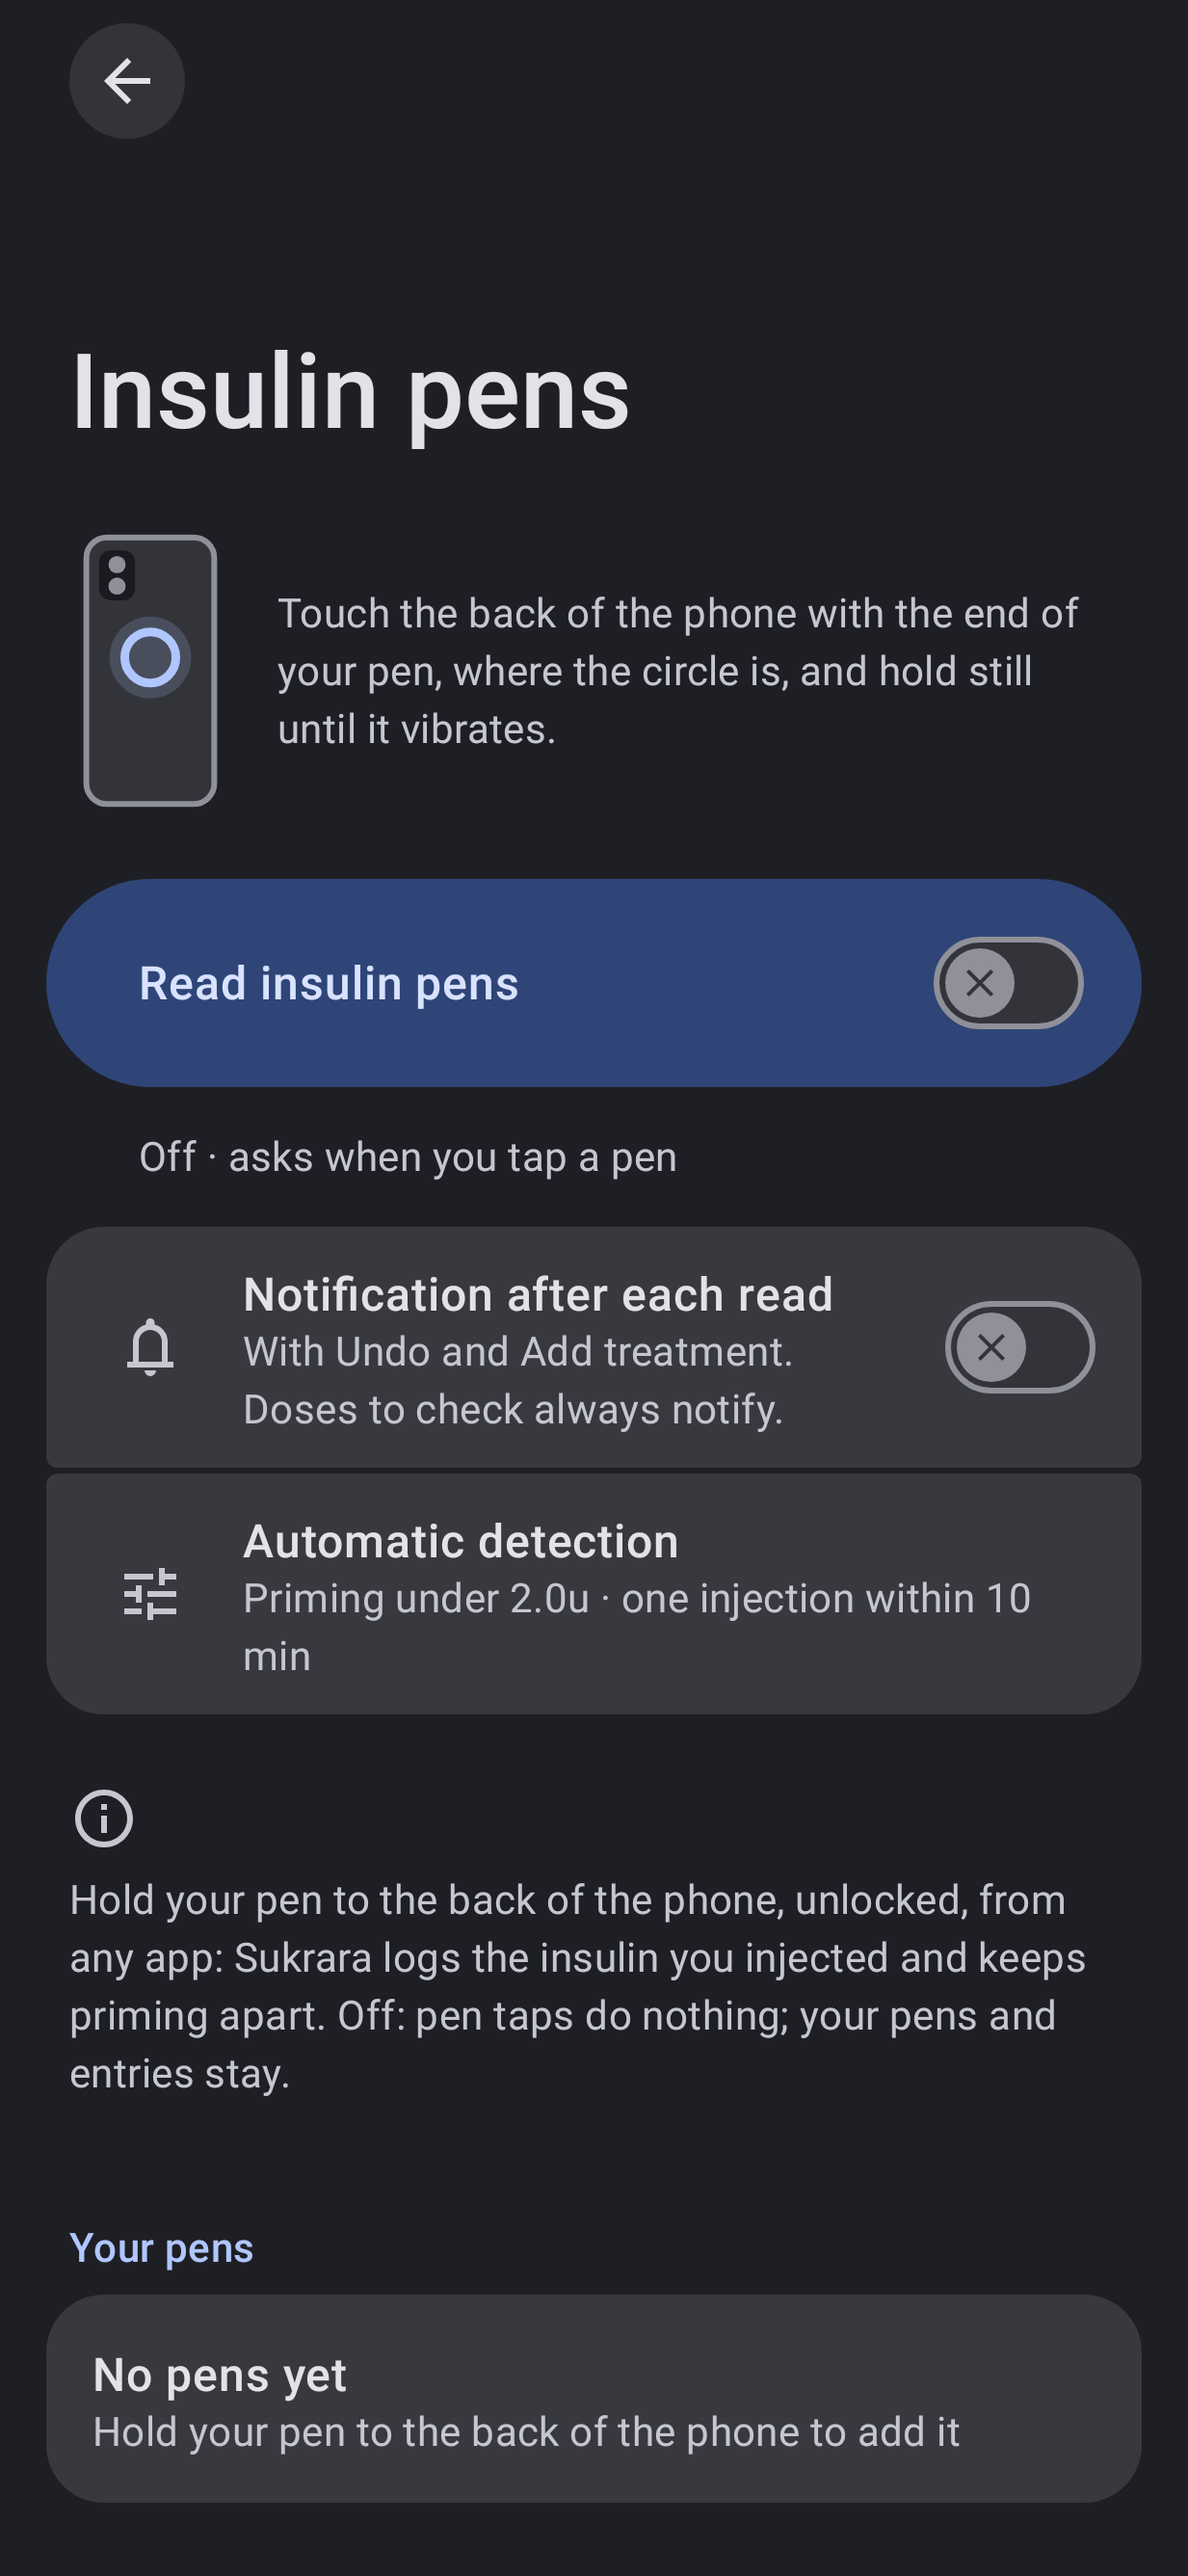 Insulin pens
Touch the back of the phone with the end of
your pen, where the circle is, and hold still
until it vibrates.
Read insulin pens
Off · asks when you tap a pen
Notification after each read
With Undo and Add treatment.
Doses to check always notify.
Automatic detection
Priming under 2.0u · one injection within 10
min
Hold your pen to the back of the phone, unlocked, from
any app: Sukrara logs the insulin you injected and keeps
priming apart. Off: pen taps do nothing; your pens and
entries stay.
Your pens
No pens yet
Hold your pen to the back of the phone to add it